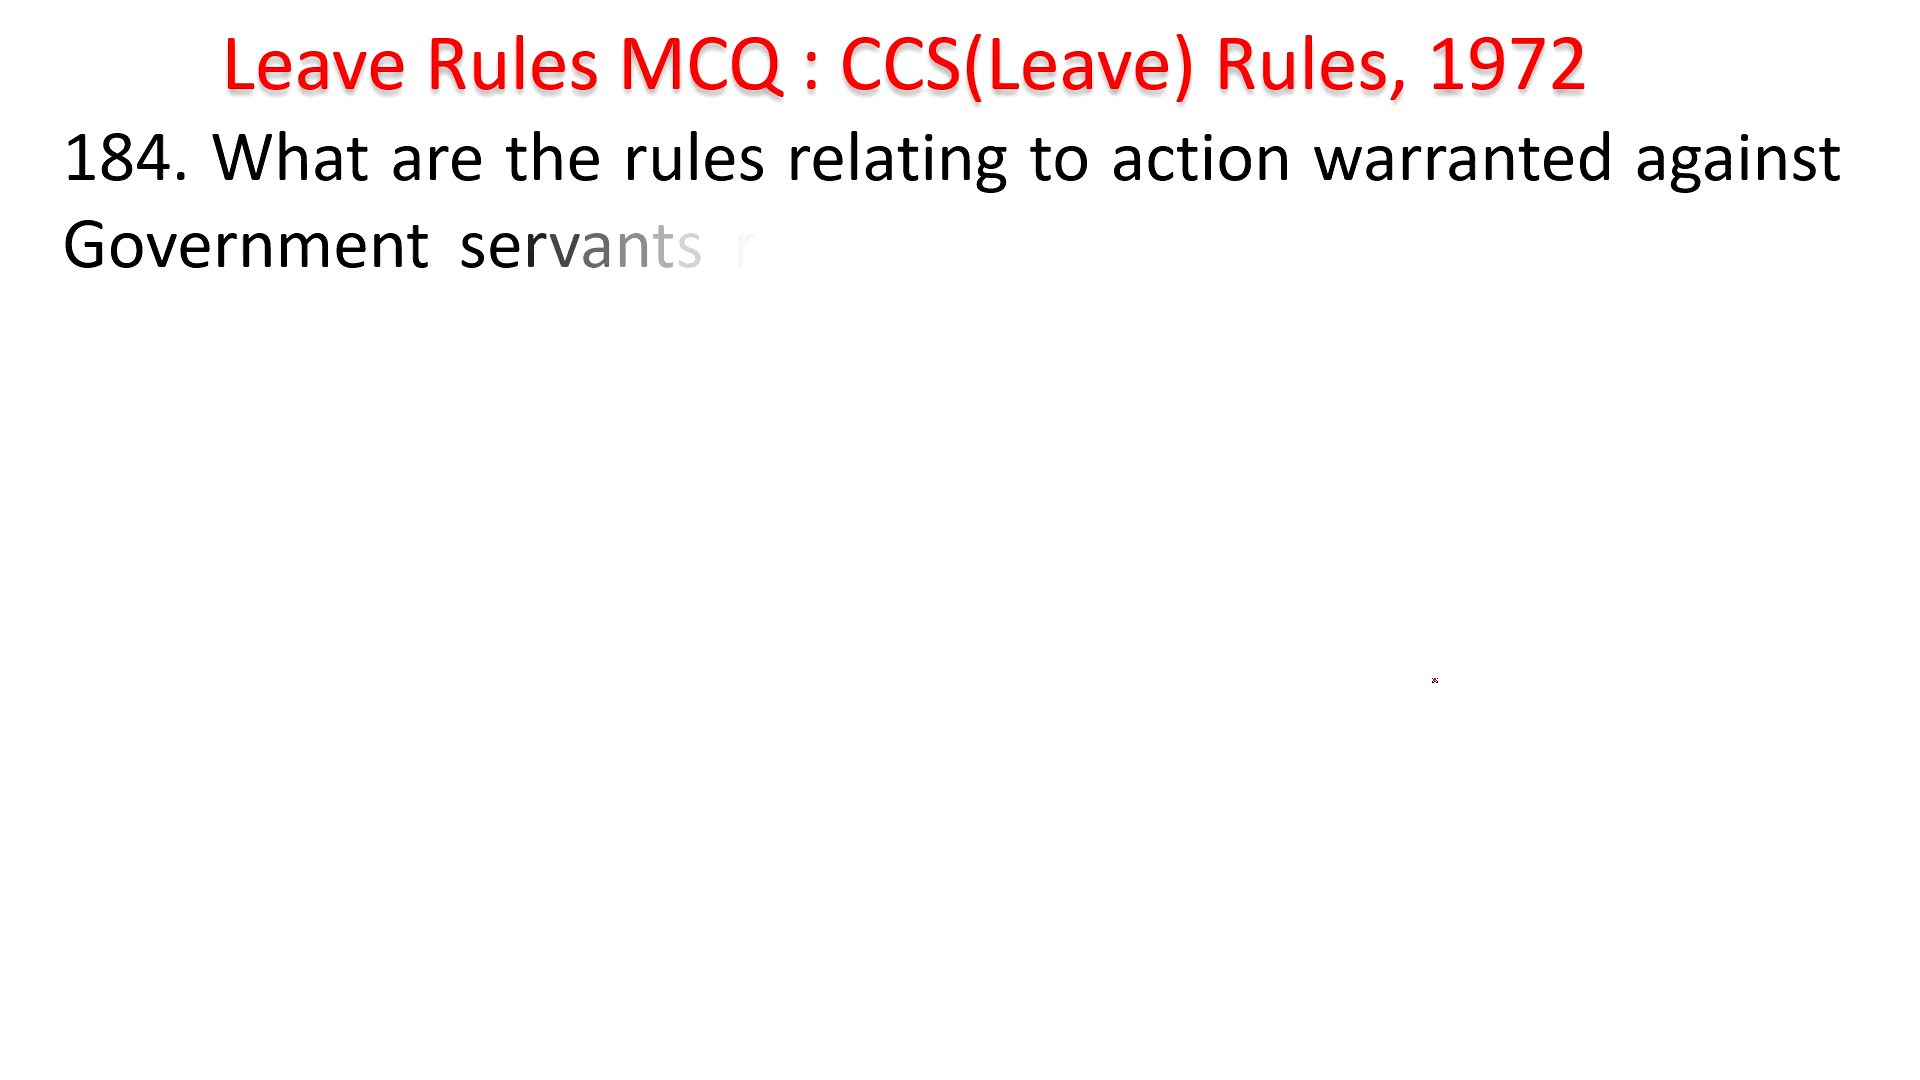 Leave Rules MCQ : CCS(Leave) Rules, 1972
184. What are the rules relating to action warranted against
Government servants